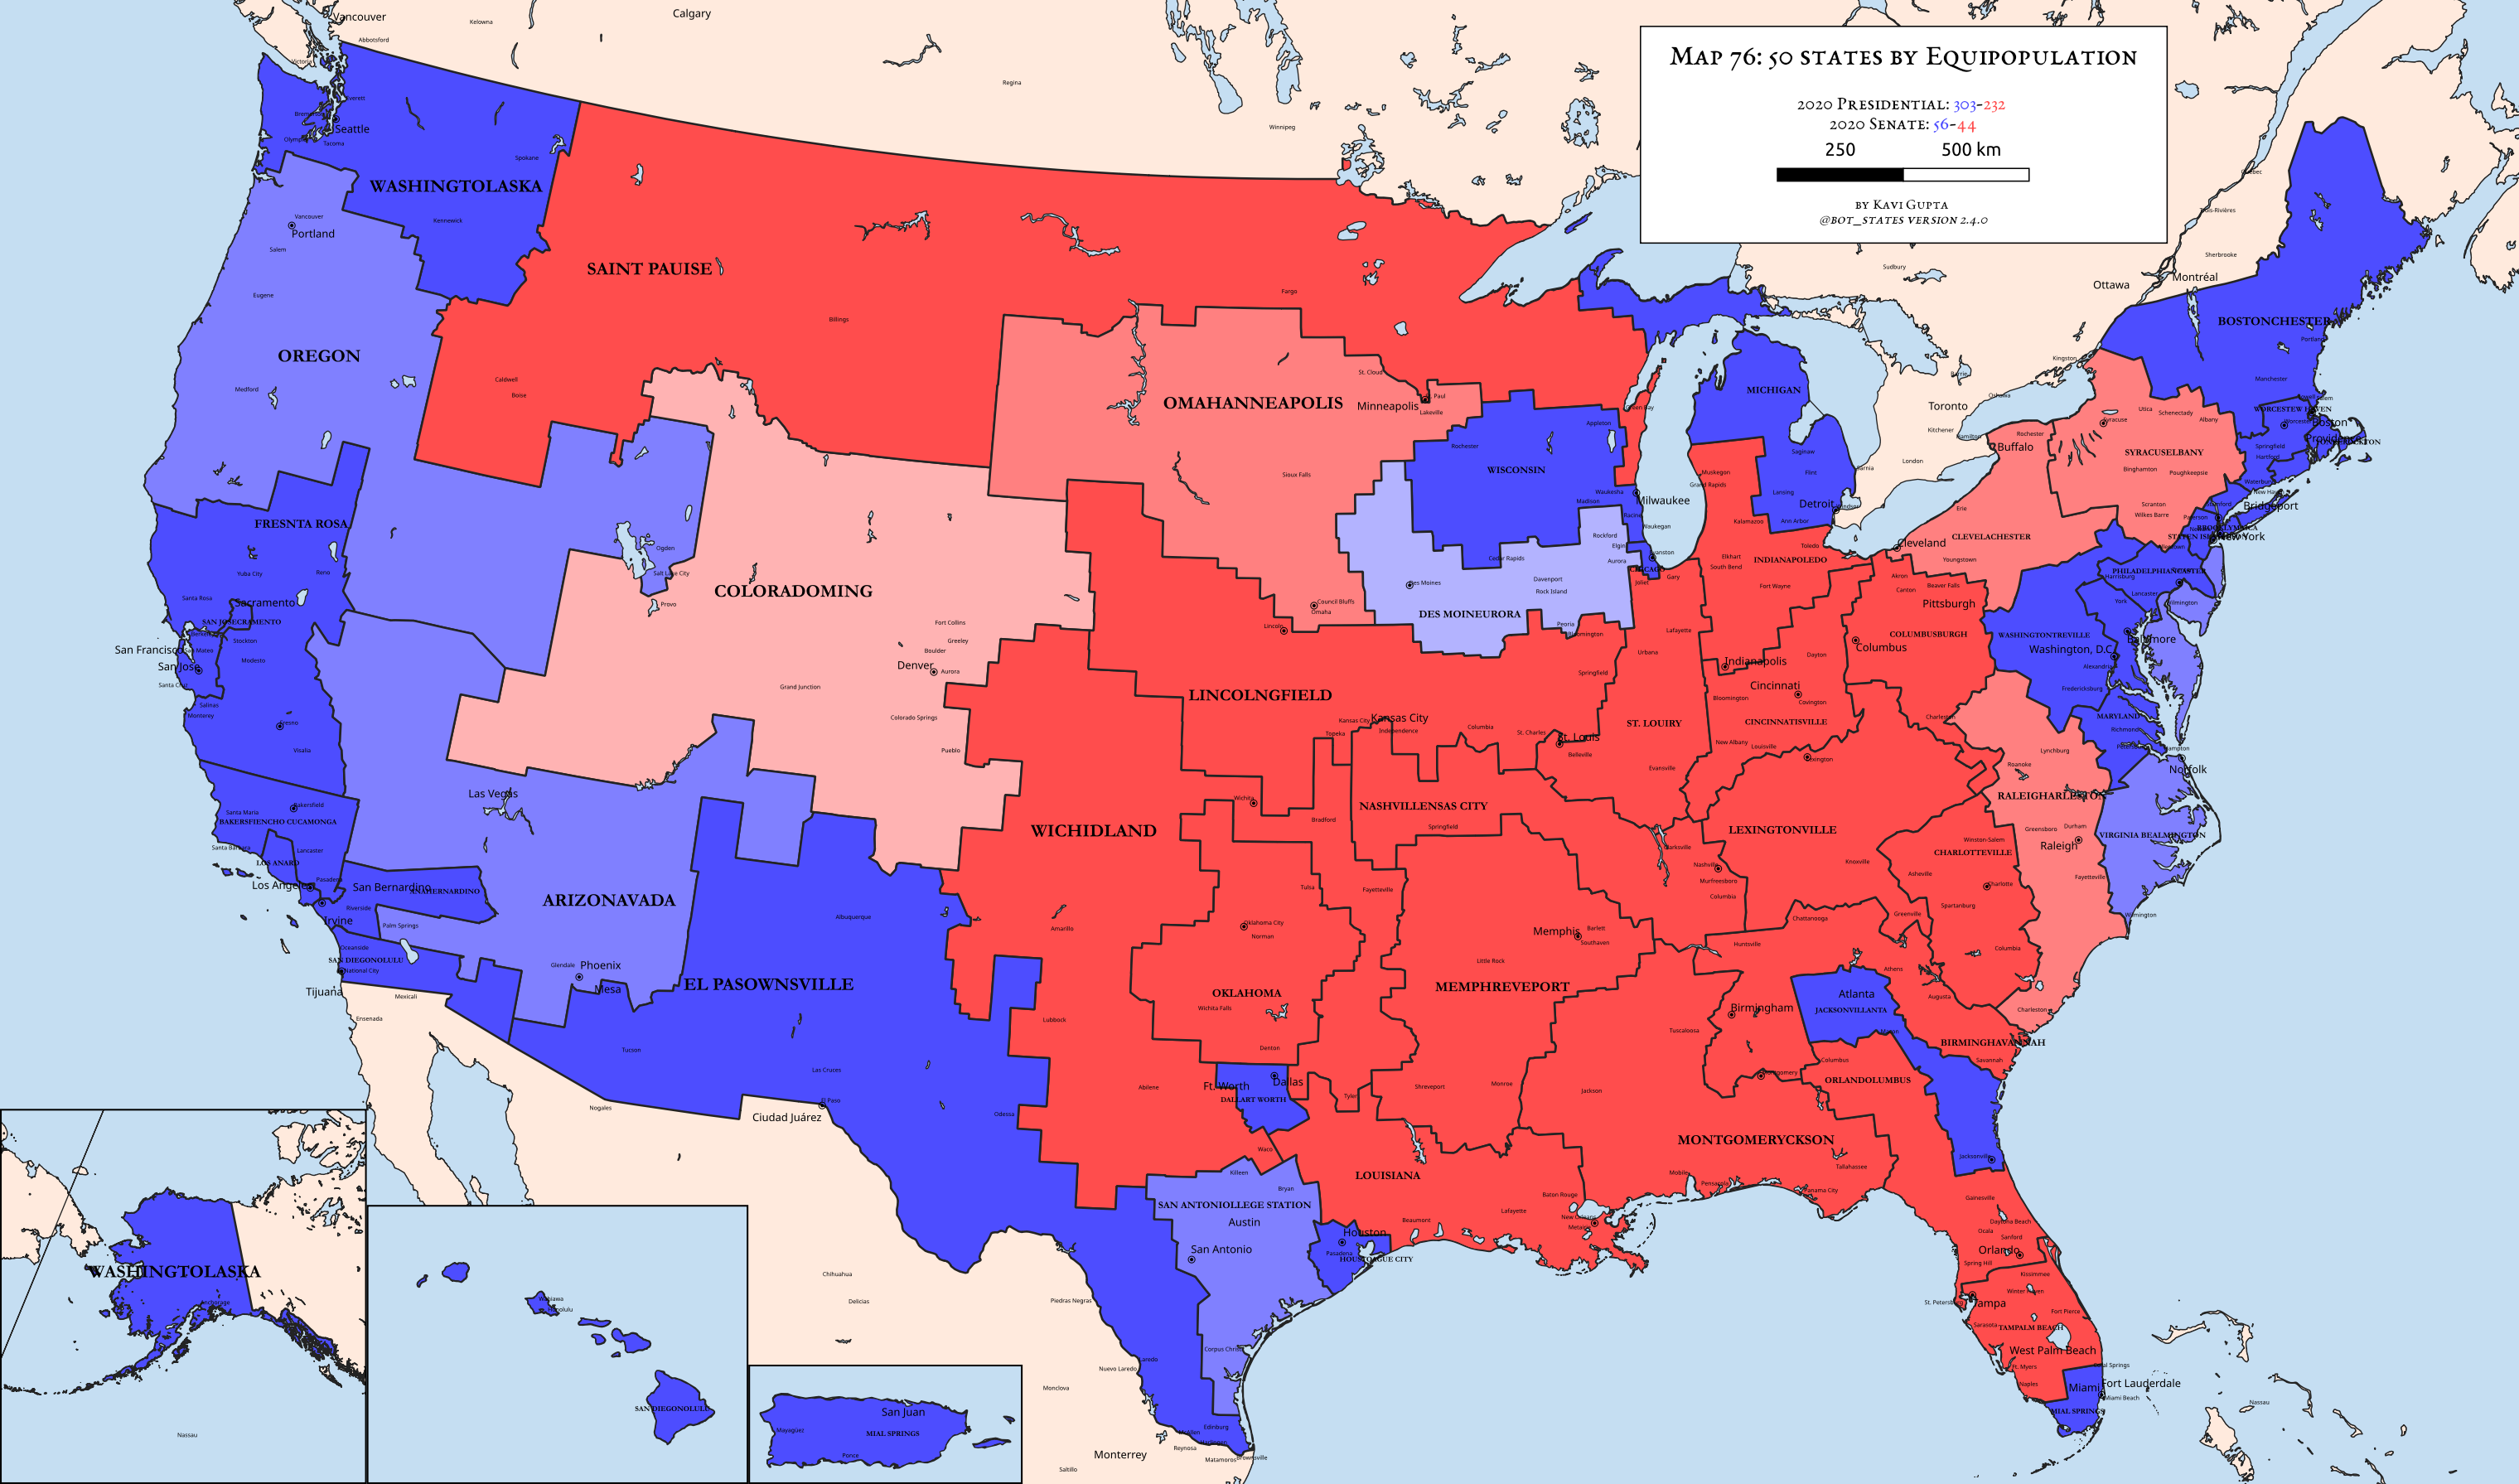 MAP 76: 50 STATES BY EQUIPOPULATION
2020 PRESIDENTIAL: 303-232
2020 SENATE: 56-44
250 500 km
BY KAVI GUPTA
@BOT_STATES VERSION 2.4.0
Vancouver
Kelowna
Calgary
Abbotsford
Victoria
Regina
Winnipeg
Everett
Seattle
Tacoma
Spokane
WASHINGTOLASKA
Kennewick
Vancouver
Portland
Salem
Eugene
OREGON
Medford
SAINT PAUISE
Billings
Fargo
Caldwell
Boise
St. Cloud
OMAHANNEAPOLIS
Minneapolis
St. Paul
Lakeville
Sioux Falls
Sudbury
Ottawa
Montréal
Trois-Rivières
Sherbrooke
Québec
Kingston
Barrie
Oshawa
Toronto
Kitchener
Hamilton
London
Sarnia
BOSTONCHESTER
Portland
Manchester
WORCESTEW HAVEN
Worcester
Boston
Providence
Springfield
Hartford
Waterbury
New Haven
Bridgeport
Buffalo
Rochester
Syracuse
Utica
Schenectady
Albany
SYRACUSELBANY
Binghamton
Poughkeepsie
Scranton
Wilkes Barre
New York
Erie
CLEVELACHESTER
Cleveland
Youngstown
Akron
Canton
Beaver Falls
Pittsburgh
COLUMBUSBURGH
Columbus
Charleston
PHILADELPHIANCASTER
Harrisburg
York
Lancaster
Wilmington
WASHINGTONTREVILLE
Baltimore
Washington, D.C.
Alexandria
Fredericksburg
MARYLAND
Richmond
Hampton
Norfolk
Lynchburg
Roanoke
RALEIGHARLESTON
Greensboro
Durham
Raleigh
Fayetteville
VIRGINIA BEALMINGTON
Wilmington
Winston-Salem
CHARLOTTEVILLE
Asheville
Charlotte
Spartanburg
Greenville
Columbia
Charleston
MICHIGAN
Saginaw
Flint
Lansing
Detroit
Windsor
Ann Arbor
Muskegon
Grand Rapids
Kalamazoo
Toledo
INDIANAPOLEDO
Elkhart
South Bend
Fort Wayne
Gary
Lafayette
Indianapolis
Dayton
Cincinnati
Covington
Bloomington
CINCINNATISVILLE
New Albany
Louisville
Lexington
LEXINGTONVILLE
Knoxville
Chattanooga
Green Bay
Appleton
Rochester
WISCONSIN
Waukesha
Milwaukee
Madison
Racine
Waukegan
Rockford
Elgin
Evanston
Aurora
CHICAGO
Joliet
Cedar Rapids
Des Moines
Davenport
Rock Island
DES MOINEURORA
Peoria
Bloomington
Council Bluffs
Omaha
Lincoln
LINCOLNGFIELD
Springfield
Urbana
ST. LOUIRY
St. Charles
St. Louis
Belleville
Evansville
Kansas City
Kansas City
Independence
Topeka
Columbia
NASHVILLENSAS CITY
Springfield
Bradford
Clarksville
Nashville
Murfreesboro
Columbia
Fayetteville
Wichita
WICHIDLAND
Tulsa
Oklahoma City
Norman
OKLAHOMA
Wichita Falls
Denton
Amarillo
Lubbock
Abilene
Odessa
FRESNTA ROSA
Yuba City
Reno
Santa Rosa
Sacramento
SAN JOSECRAMENTO
Berkeley
Stockton
San Francisco
San Mateo
Modesto
San Jose
Santa Cruz
Salinas
Monterey
Fresno
Visalia
Bakersfield
Santa Maria
BAKERSFIENCHO CUCAMONGA
Santa Barbara
Lancaster
LOS ANARD
Los Angeles
Pasadena
San Bernardino
ANAHERNARDINO
Riverside
Irvine
Palm Springs
Oceanside
SAN DIEGONOLULU
National City
Tijuana
Mexicali
Ensenada
Ogden
Salt Lake City
Provo
COLORADOMING
Fort Collins
Greeley
Boulder
Denver
Aurora
Grand Junction
Colorado Springs
Pueblo
Las Vegas
ARIZONAVADA
Glendale
Phoenix
Mesa
Tucson
Nogales
Albuquerque
EL PASOWNSVILLE
Las Cruces
El Paso
Ciudad Juárez
Memphis
Barlett
Southaven
Little Rock
MEMPHREVEPORT
Shreveport
Monroe
Huntsville
Birmingham
Tuscaloosa
Jackson
Montgomery
MONTGOMERYCKSON
Mobile
Pensacola
Panama City
Tallahassee
Athens
Atlanta
JACKSONVILLANTA
Macon
Augusta
BIRMINGHAVANNAH
Savannah
Columbus
ORLANDOLUMBUS
Jacksonville
Gainesville
Daytona Beach
Ocala
Sanford
Orlando
Spring Hill
Kissimmee
Winter Haven
St. Petersburg
Tampa
Fort Pierce
TAMPALM BEACH
Sarasota
West Palm Beach
Ft. Myers
Coral Springs
Naples
Miami
Fort Lauderdale
Miami Beach
MIAL SPRINGS
Nassau
Ft. Worth
Dallas
DALLART WORTH
Tyler
Waco
Killeen
Bryan
SAN ANTONIOLLEGE STATION
Austin
San Antonio
Houston
Pasadena
HOUSTOAGUE CITY
Beaumont
LOUISIANA
Lafayette
Baton Rouge
New Orleans
Metairie
Corpus Christi
Laredo
Nuevo Laredo
Edinburg
McAllen
Harlingen
Reynosa
Matamoros
Brownsville
Monterrey
Saltillo
Monclova
Piedras Negras
Chihuahua
Delicias
WASHINGTOLASKA
Anchorage
Nassau
Wahiawa
Honolulu
SAN DIEGONOLULU
San Juan
Mayagüez
MIAL SPRINGS
Ponce